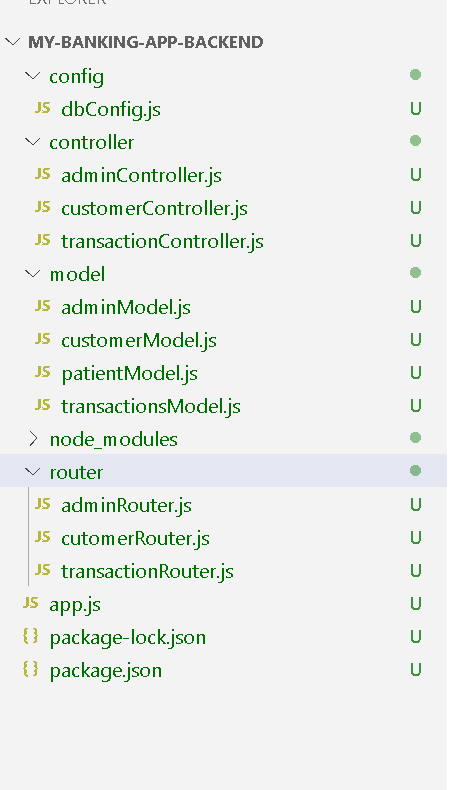 EXPLORER
MY-BANKING-APP-BACKEND
config
JS dbConfig.js U
controller
JS adminController.js U
JS customerController.js U
JS transactionController.js U
model
JS adminModel.js U
JS customerModel.js U
JS patientModel.js U
JS transactionsModel.js U
node_modules
router
JS adminRouter.js U
JS cutomerRouter.js U
JS transactionRouter.js U
JS app.js U
{} package-lock.json U
{} package.json U